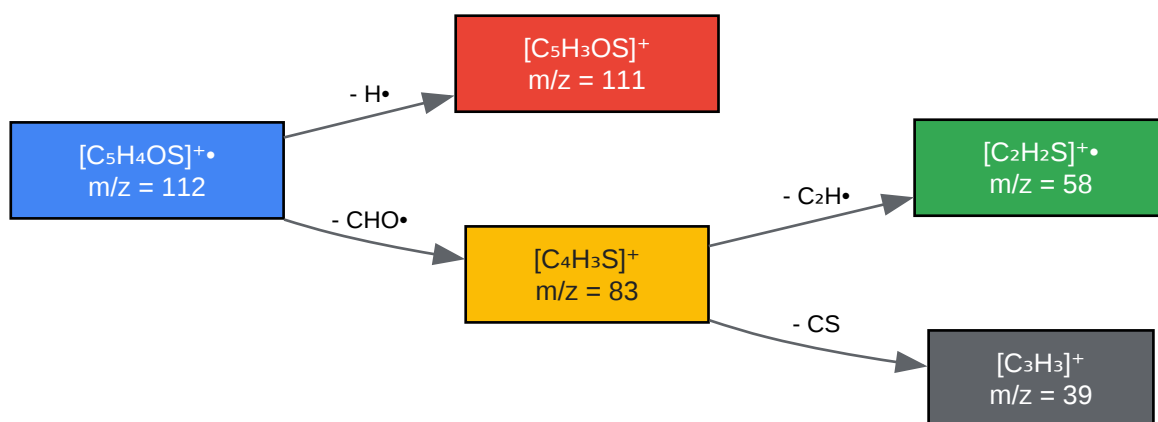 [C₅H₃OS]⁺
m/z = 111
- H•
[C₅H₄OS]⁺•
m/z = 112
[C₂H₂S]⁺•
m/z = 58
- C₂H•
- CHO•
[C₄H₃S]⁺
m/z = 83
- CS
[C₃H₃]⁺
m/z = 39